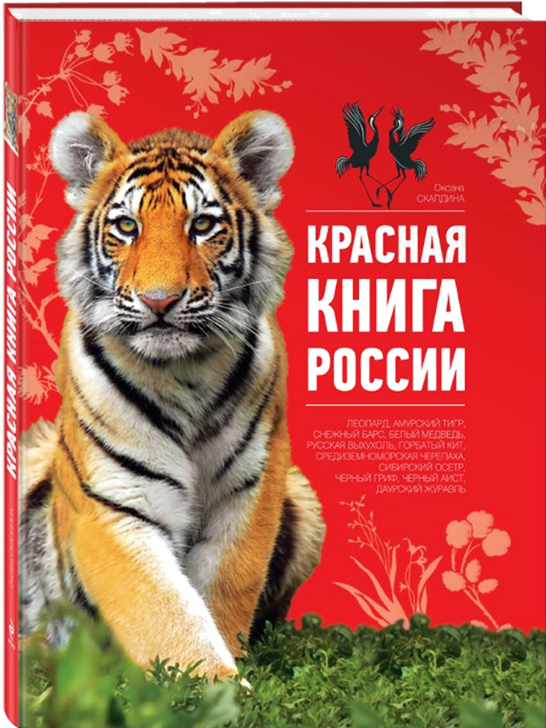 Оксана
СКАЛДИНА
КРАСНАЯ
КНИГА
РОССИИ
ЛЕОПАРД, АМУРСКИЙ ТИГР,
СНЕЖНЫЙ БАРС, БЕЛЫЙ МЕДВЕДЬ,
РУССКАЯ ВЫХУХОЛЬ, ГОРБАТЫЙ КИТ,
СРЕДИЗЕМНОМОРСКАЯ ЧЕРЕПАХА,
СИБИРСКИЙ ОСЕТР,
ЧЕРНЫЙ ГРИФ, ЧЕРНЫЙ АИСТ,
ДАУРСКИЙ ЖУРАВЛЬ
КРАСНАЯ КНИГА РОССИИ